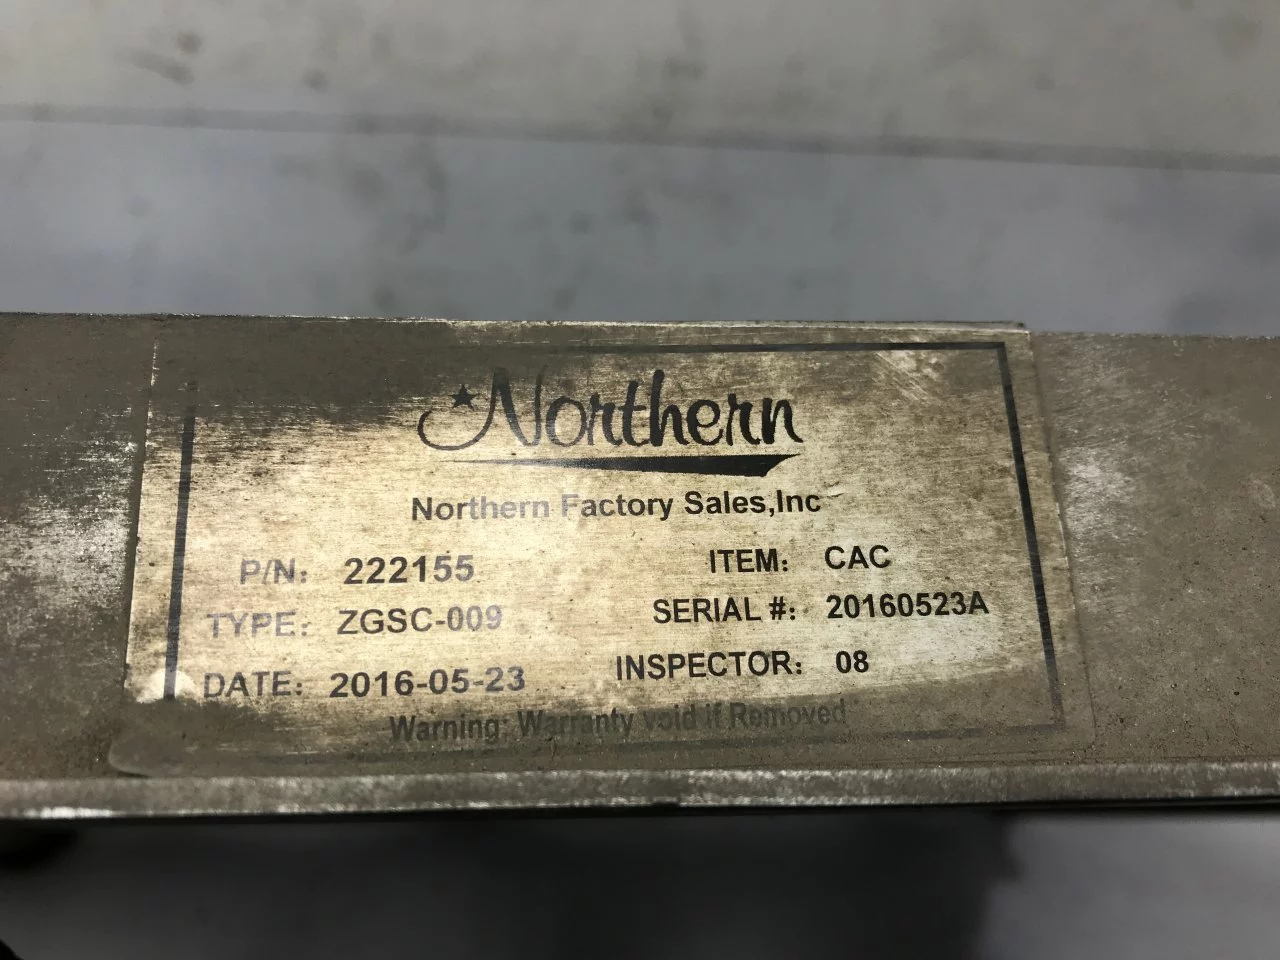 Northern
Northern Factory Sales,Inc
P/N: 222155 ITEM: CAC
TYPE: ZGSC-009 SERIAL #: 20160523A
DATE: 2016-05-23 INSPECTOR: 08
Warning: Warranty void if Removed